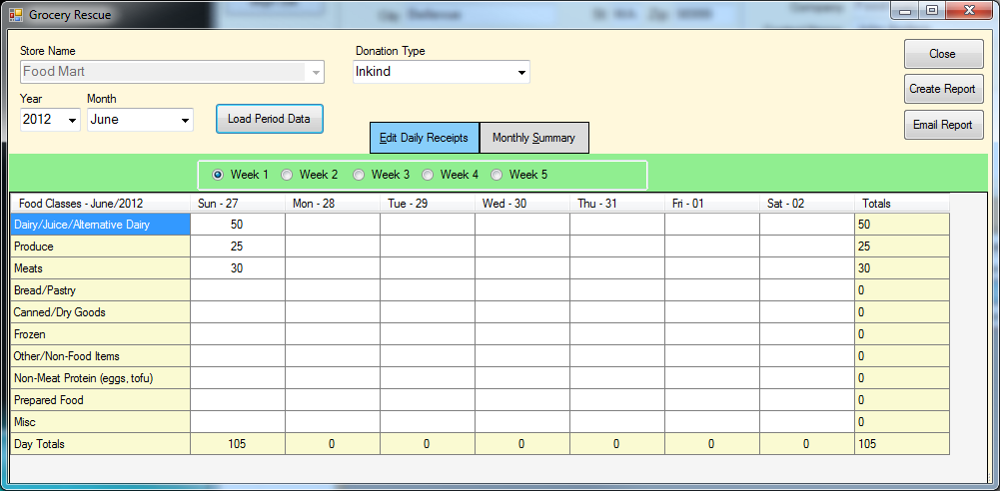 Grocery Rescue
Store Name
Donation Type
Food Mart
Inkind
Close
Create Report
Email Report
Year
Month
2012
June
Load Period Data
Edit Daily Receipts
Monthly Summary
Week 1 Week 2 Week 3 Week 4 Week 5
Food Classes - June/2012 Sun - 27 Mon - 28 Tue - 29 Wed - 30 Thu - 31 Fri - 01 Sat - 02 Totals
Dairy/Juice/Alternative Dairy 50 50
Produce 25 25
Meats 30 30
Bread/Pastry 0
Canned/Dry Goods 0
Frozen 0
Other/Non-Food Items 0
Non-Meat Protein (eggs, tofu) 0
Prepared Food 0
Misc 0
Day Totals 105 0 0 0 0 0 0 105